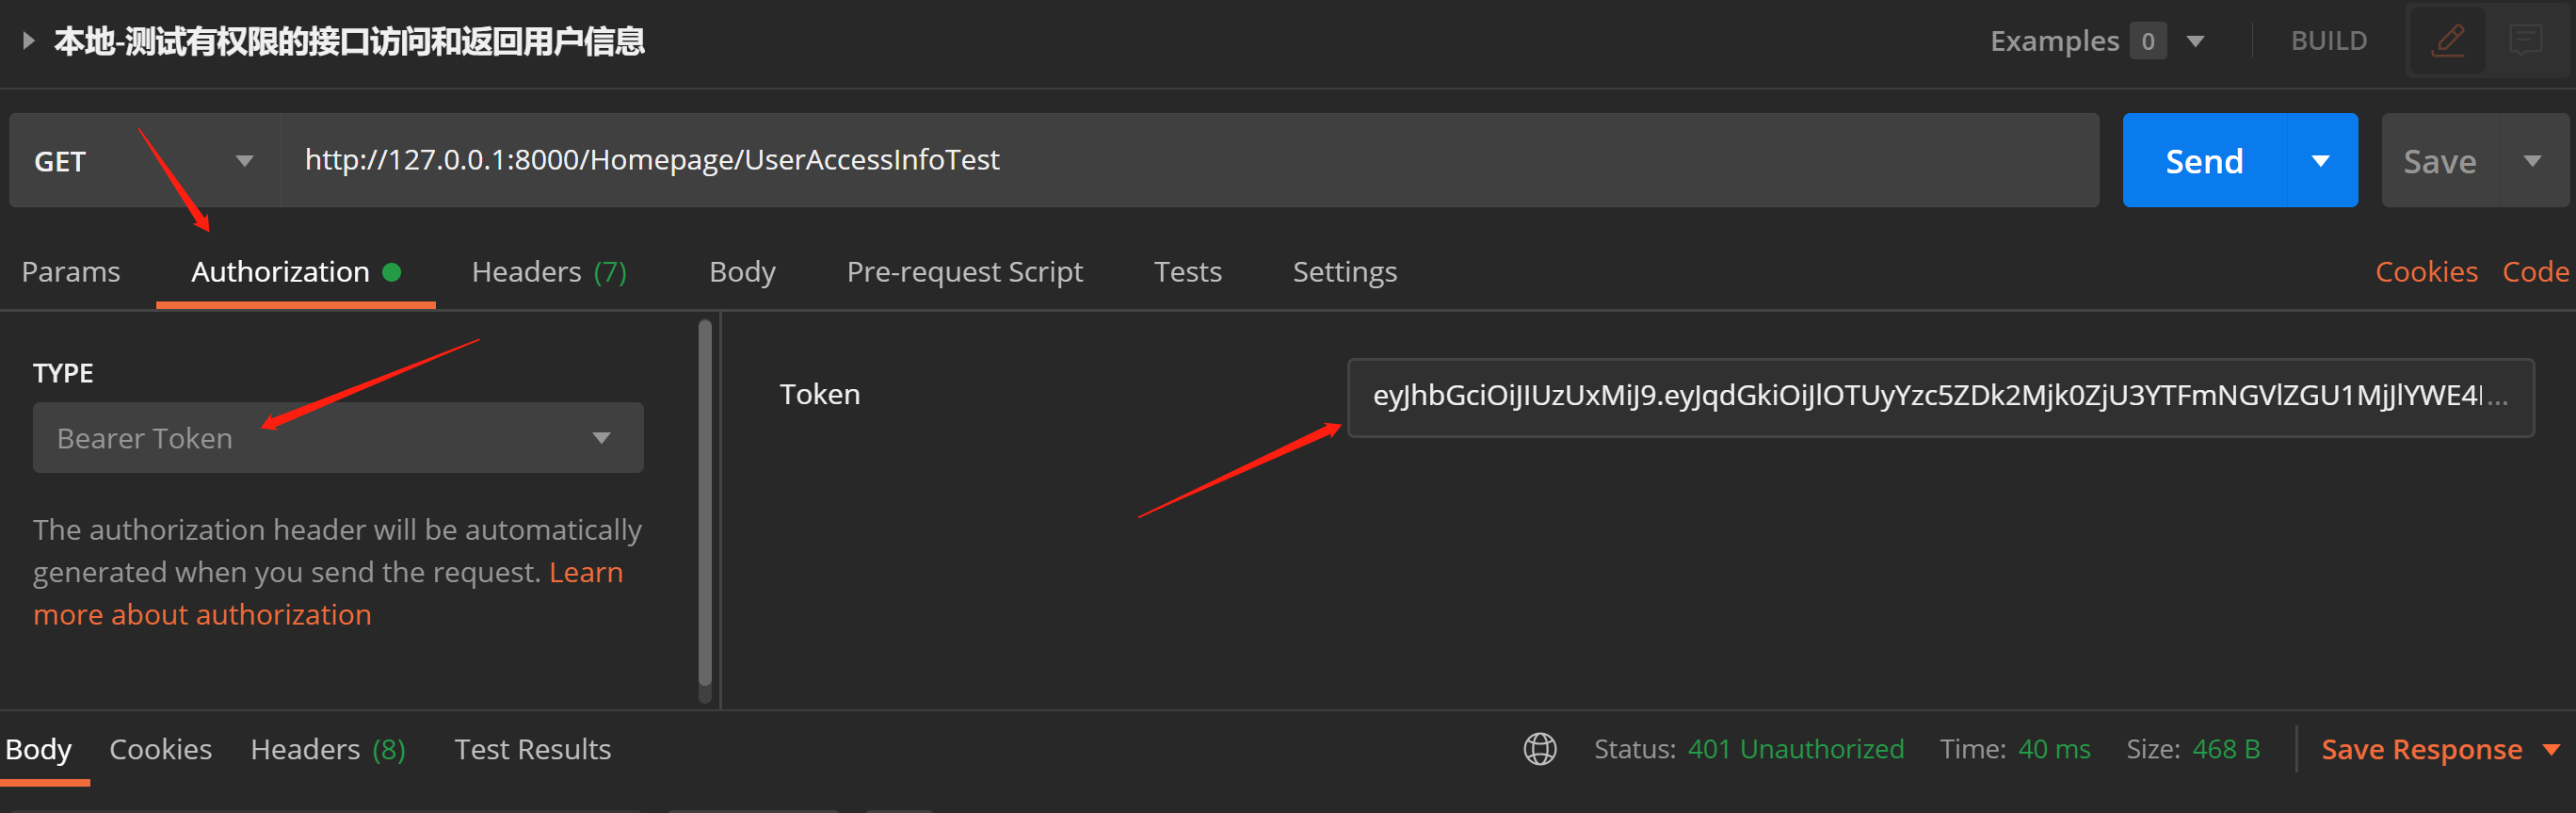 本地-测试有权限的接口访问和返回用户信息
Examples 0 BUILD
GET http://127.0.0.1:8000/Homepage/UserAccessInfoTest Send Save
Params Authorization Headers (7) Body Pre-request Script Tests Settings Cookies Code
TYPE
Bearer Token
The authorization header will be automatically
generated when you send the request. Learn
more about authorization
Token eyJhbGciOiJIUzUxMiJ9.eyJqdGkiOiJlOTUyYzc5ZDk2Mjk0ZjU3YTFmNGVlZGU1MjJlYWE4...
Body Cookies Headers (8) Test Results Status: 401 Unauthorized Time: 40 ms Size: 468 B Save Response